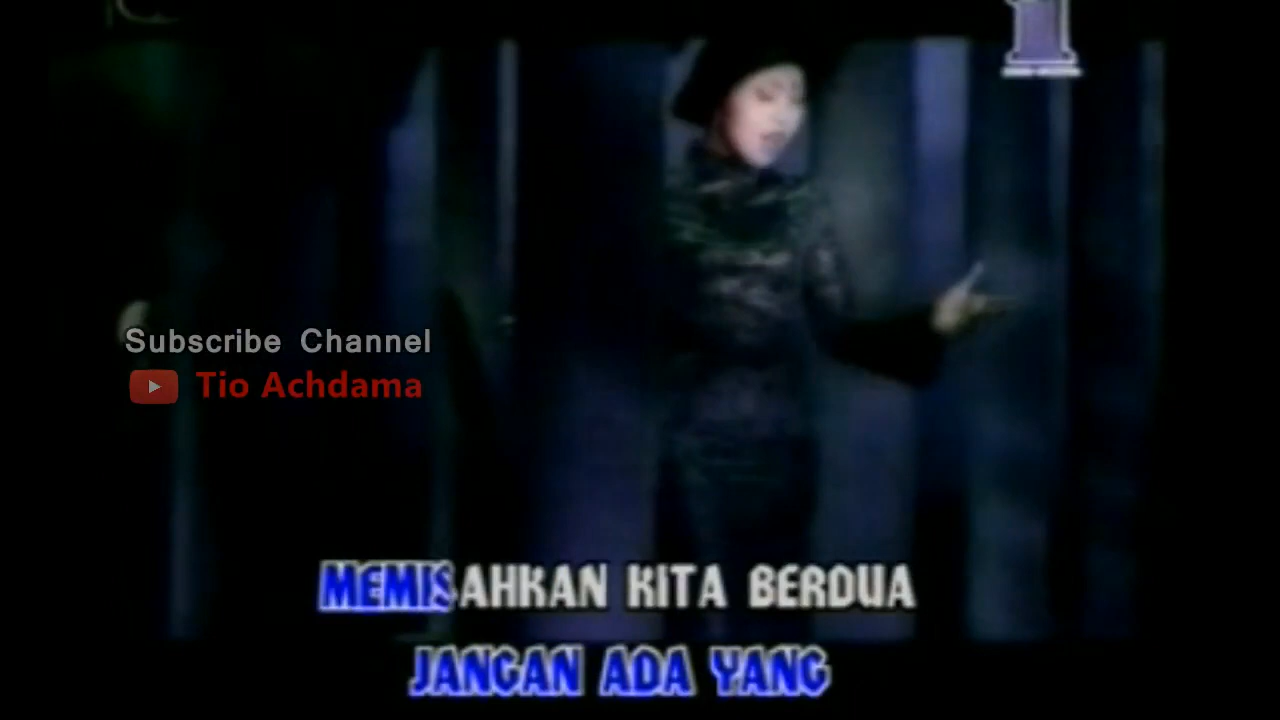 Subscribe Channel
Tio Achdama
MEMISAHKAN KITA BERDUA
JANGAN ADA YANG